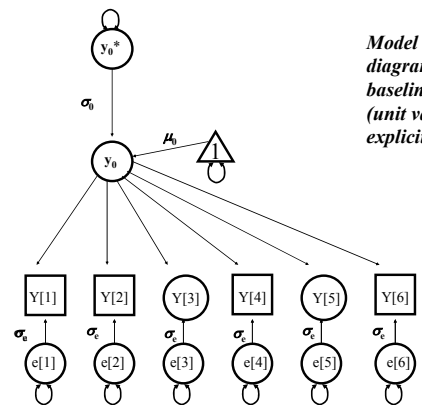 y₀*
Model
diagra
baselin
(unit va
explici
σ₀
μ₀
1
y₀
Y[1] Y[2] Y[3] Y[4] Y[5] Y[6]
σₑ σₑ σₑ σₑ σₑ σₑ
e[1] e[2] e[3] e[4] e[5] e[6]